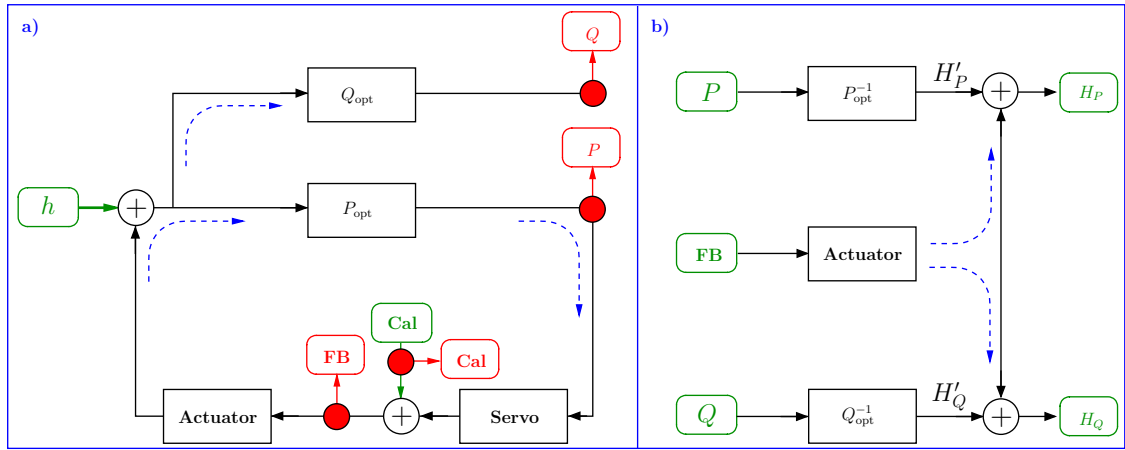 a)
Q
Q_opt
P
h
+
P_opt
Cal
FB
Cal
Actuator
+
Servo
b)
P
P_opt^{-1}
H'_P
+
H_P
FB
Actuator
Q
Q_opt^{-1}
H'_Q
+
H_Q